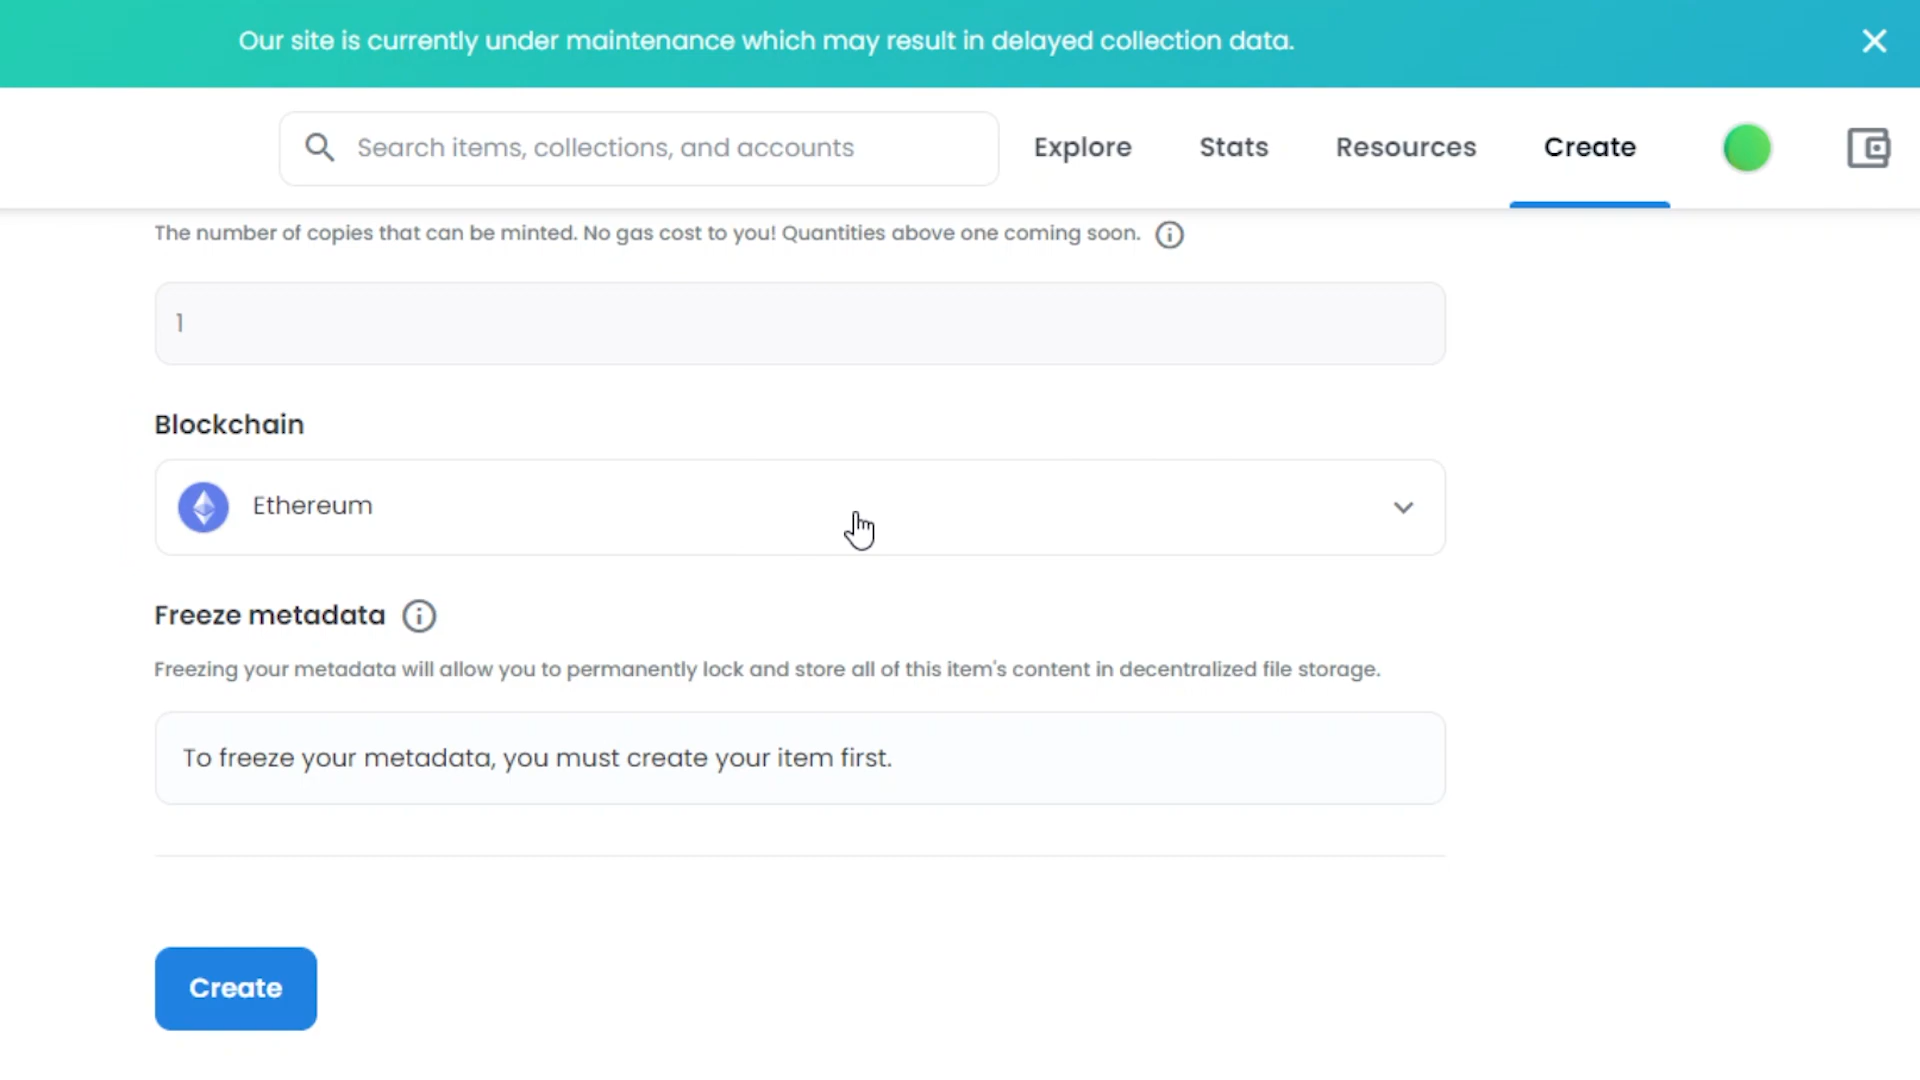 Our site is currently under maintenance which may result in delayed collection data.
Search items, collections, and accounts
Explore
Stats
Resources
Create
The number of copies that can be minted. No gas cost to you! Quantities above one coming soon.
1
Blockchain
Ethereum
Freeze metadata
Freezing your metadata will allow you to permanently lock and store all of this item's content in decentralized file storage.
To freeze your metadata, you must create your item first.
Create